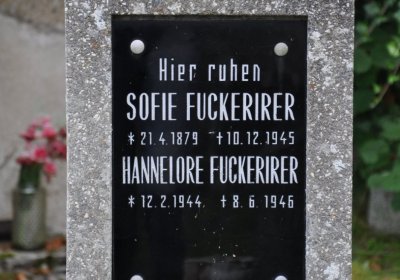 Hier ruhen
SOFIE FUCKERIRER
* 21.4.1879 †10.12.1945
HANNELORE FUCKERIRER
* 12.2.1944. † 8.6.1946